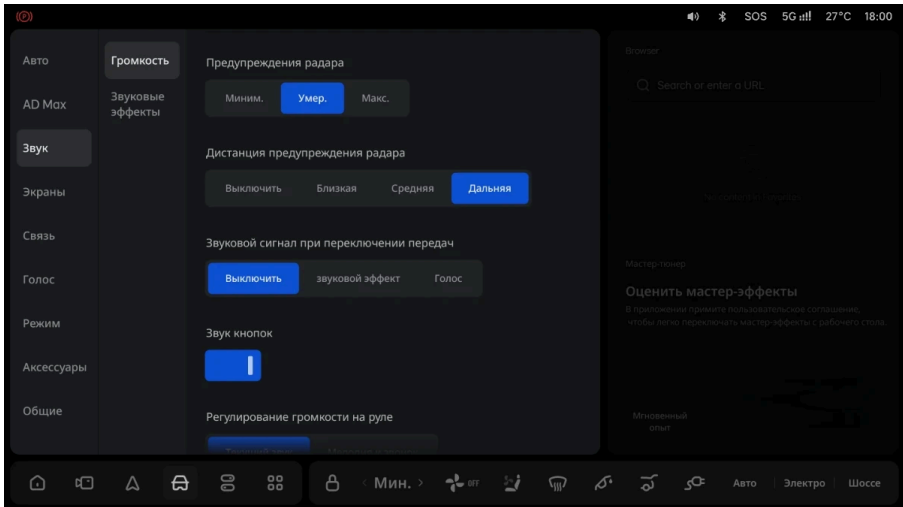 (P)
SOS 5G 27°C 18:00
Авто
AD Max
Звук
Экраны
Связь
Голос
Режим
Аксессуары
Общие
Громкость
Звуковые
эффекты
Предупреждения радара
Миним. Умер. Макс.
Дистанция предупреждения радара
Выключить Близкая Средняя Дальняя
Звуковой сигнал при переключении передач
Выключить звуковой эффект Голос
Звук кнопок
Регулирование громкости на руле
Browser
Search or enter a URL
Мастер-тюнер
Оценить мастер-эффекты
В приложении примите пользовательское соглашение,
чтобы легко переключать мастер-эффекты с рабочего стола.
Мгновенный
опыт
Мин. OFF Авто Электро Шоссе